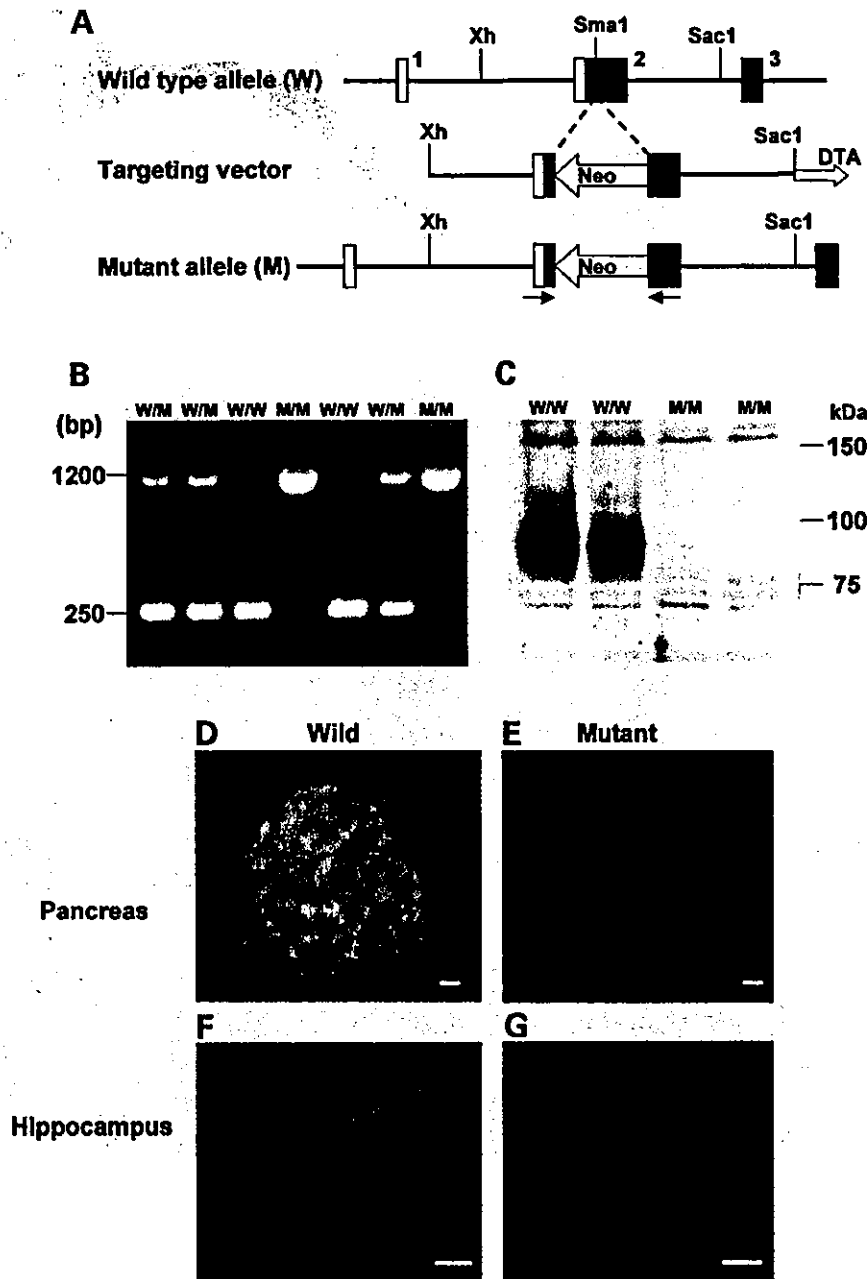 A
Xh Sma1 Sac1
1 2 3
Wild type allele (W)
Xh Sac1
DTA
Targeting vector
Neo
Xh Sac1
Mutant allele (M)
Neo
B
W/M W/M W/W M/M W/W W/M M/M
(bp)
1200
250
C
W/W W/W M/M M/M
kDa
150
100
75
D Wild E Mutant
Pancreas
F G
Hippocampus